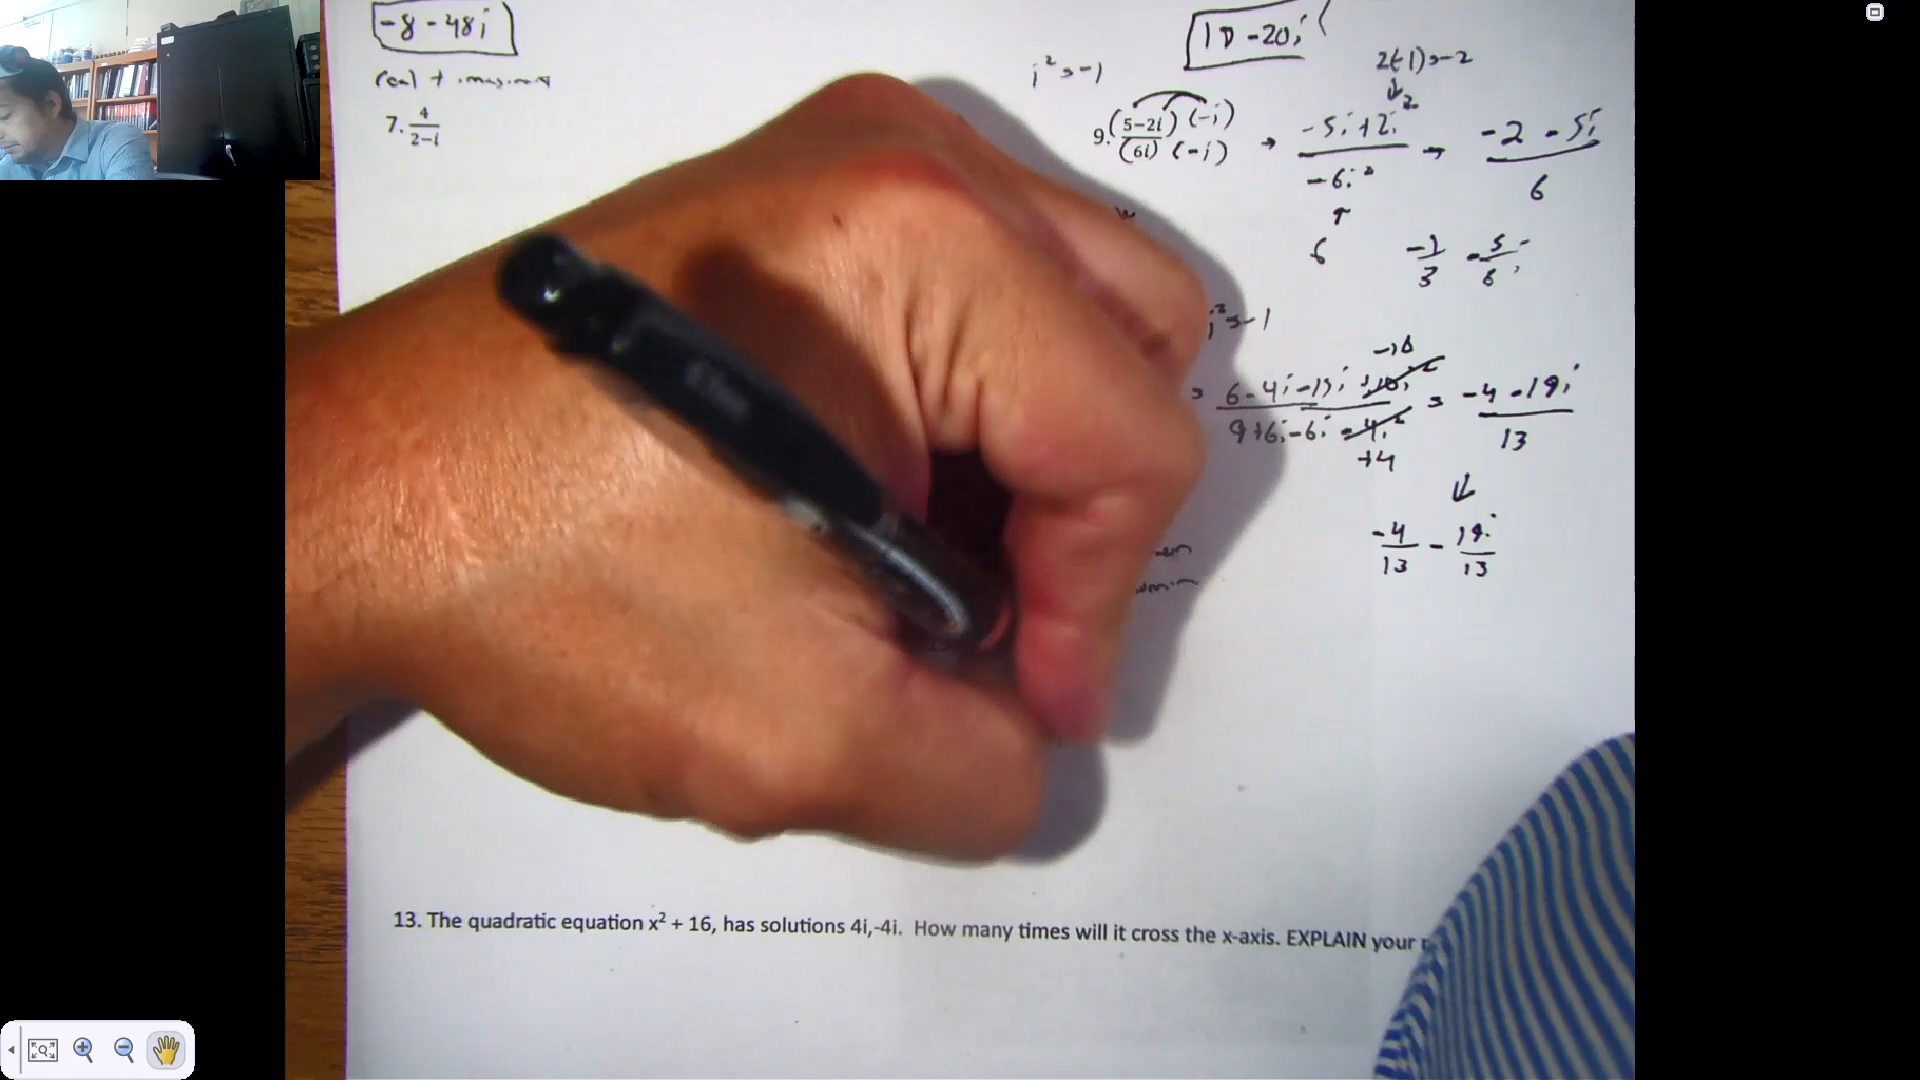 -8 - 48i
real + imaginary
7. 4/(2-i)
10 - 20i
i² = -1
2(-1) = -2
9. (5-2i) (-i) / (6i) (-i) → -5i + 2i² / -6i² → -2 - 5i / 6
6
-1/3 - 5/6 i
i² = -1
-10
= 6 - 4i - 15i + 10i² / 9 + 6i - 6i - 4i² = -4 - 19i / 13
+4
-4/13 - 19i/13
13. The quadratic equation x² + 16, has solutions 4i,-4i. How many times will it cross the x-axis. EXPLAIN your